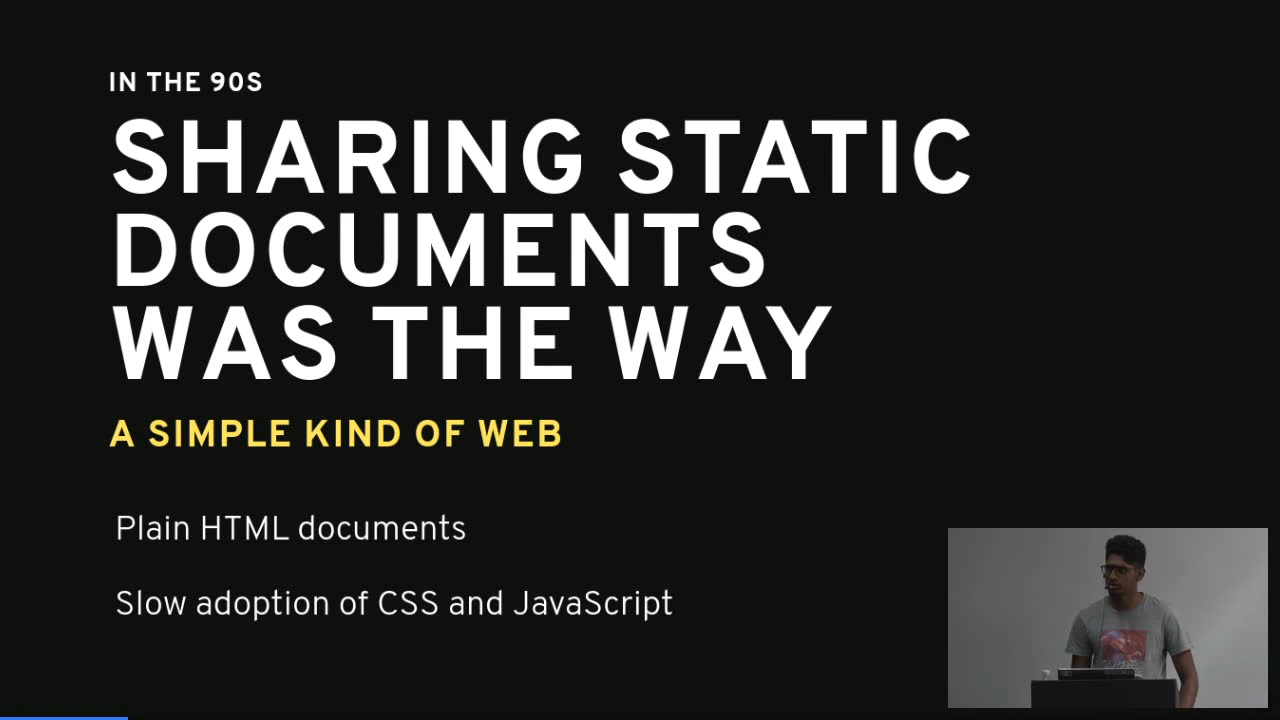 IN THE 90S
SHARING STATIC
DOCUMENTS
WAS THE WAY
A SIMPLE KIND OF WEB
Plain HTML documents
Slow adoption of CSS and JavaScript